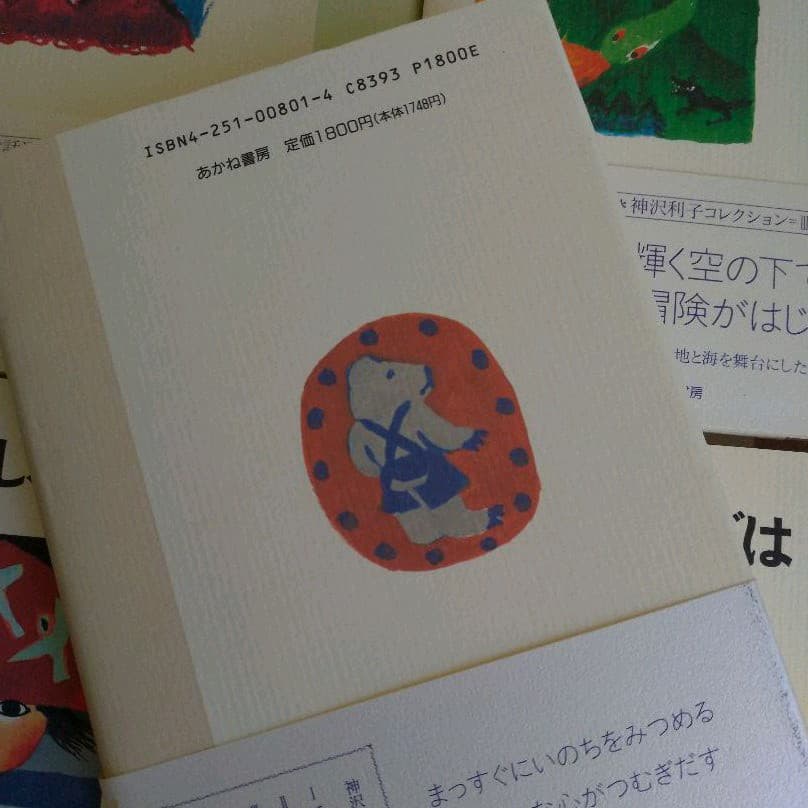 ISBN4-251-00801-4 C8393 P1800E
あかね書房 定価1800円(本体1748円)
神沢利子コレクション=III
輝く空の下で
冒険がはじ
地と海を舞台にした
房
は
まっすぐにいのちをみつめる
な心がつむぎだす
神沢